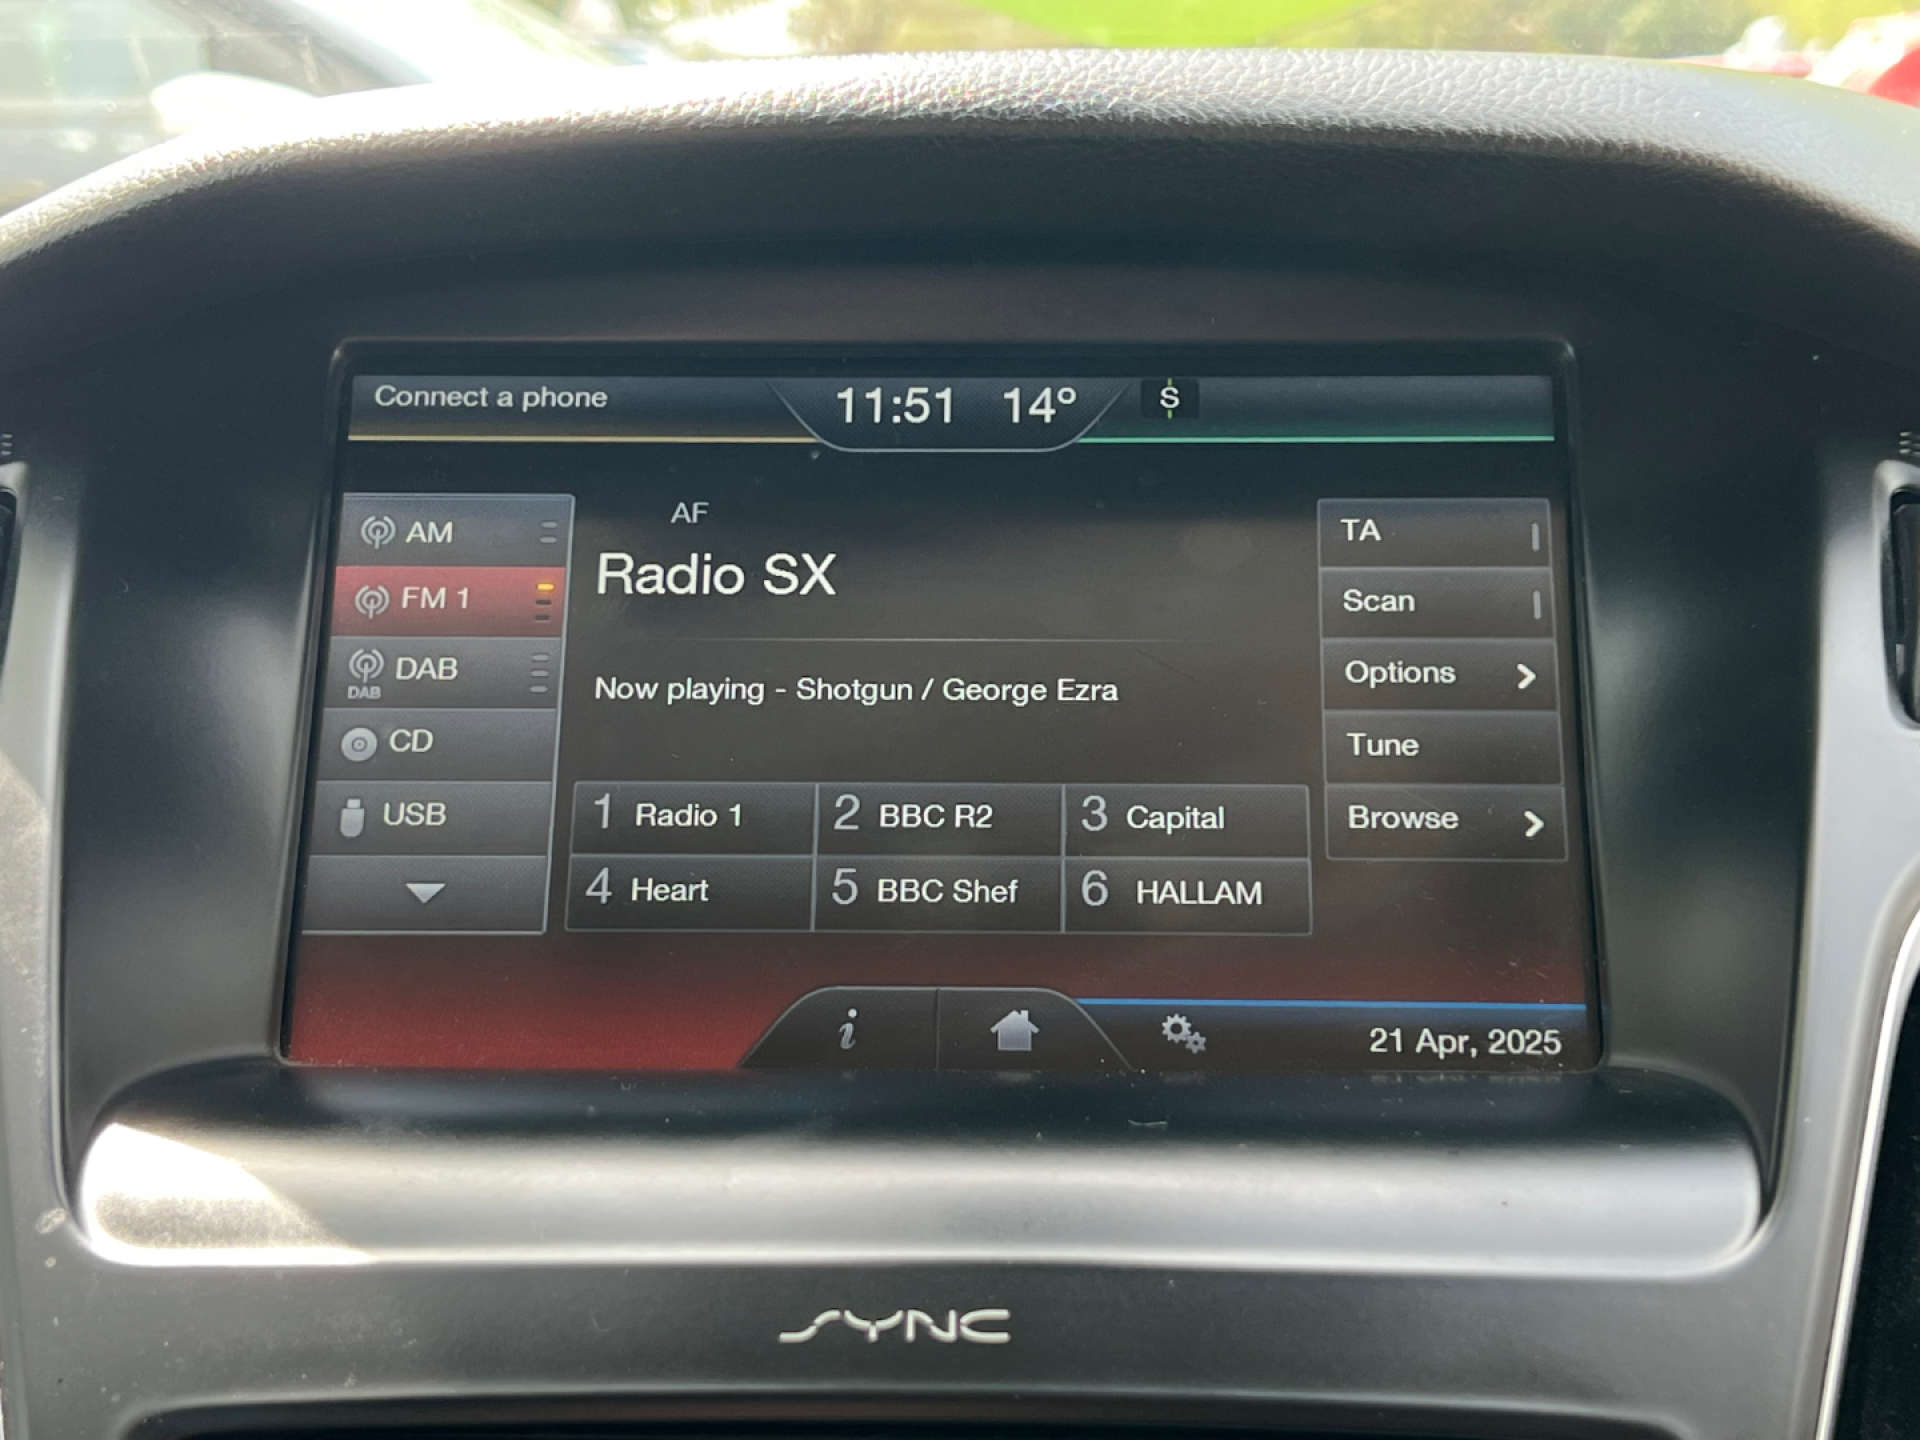 Connect a phone
11:51 14° S
AF
Radio SX
Now playing - Shotgun / George Ezra
AM
FM 1
DAB
DAB
CD
USB
1 Radio 1
2 BBC R2
3 Capital
4 Heart
5 BBC Shef
6 HALLAM
TA
Scan
Options
Tune
Browse
i
21 Apr, 2025
SYNC